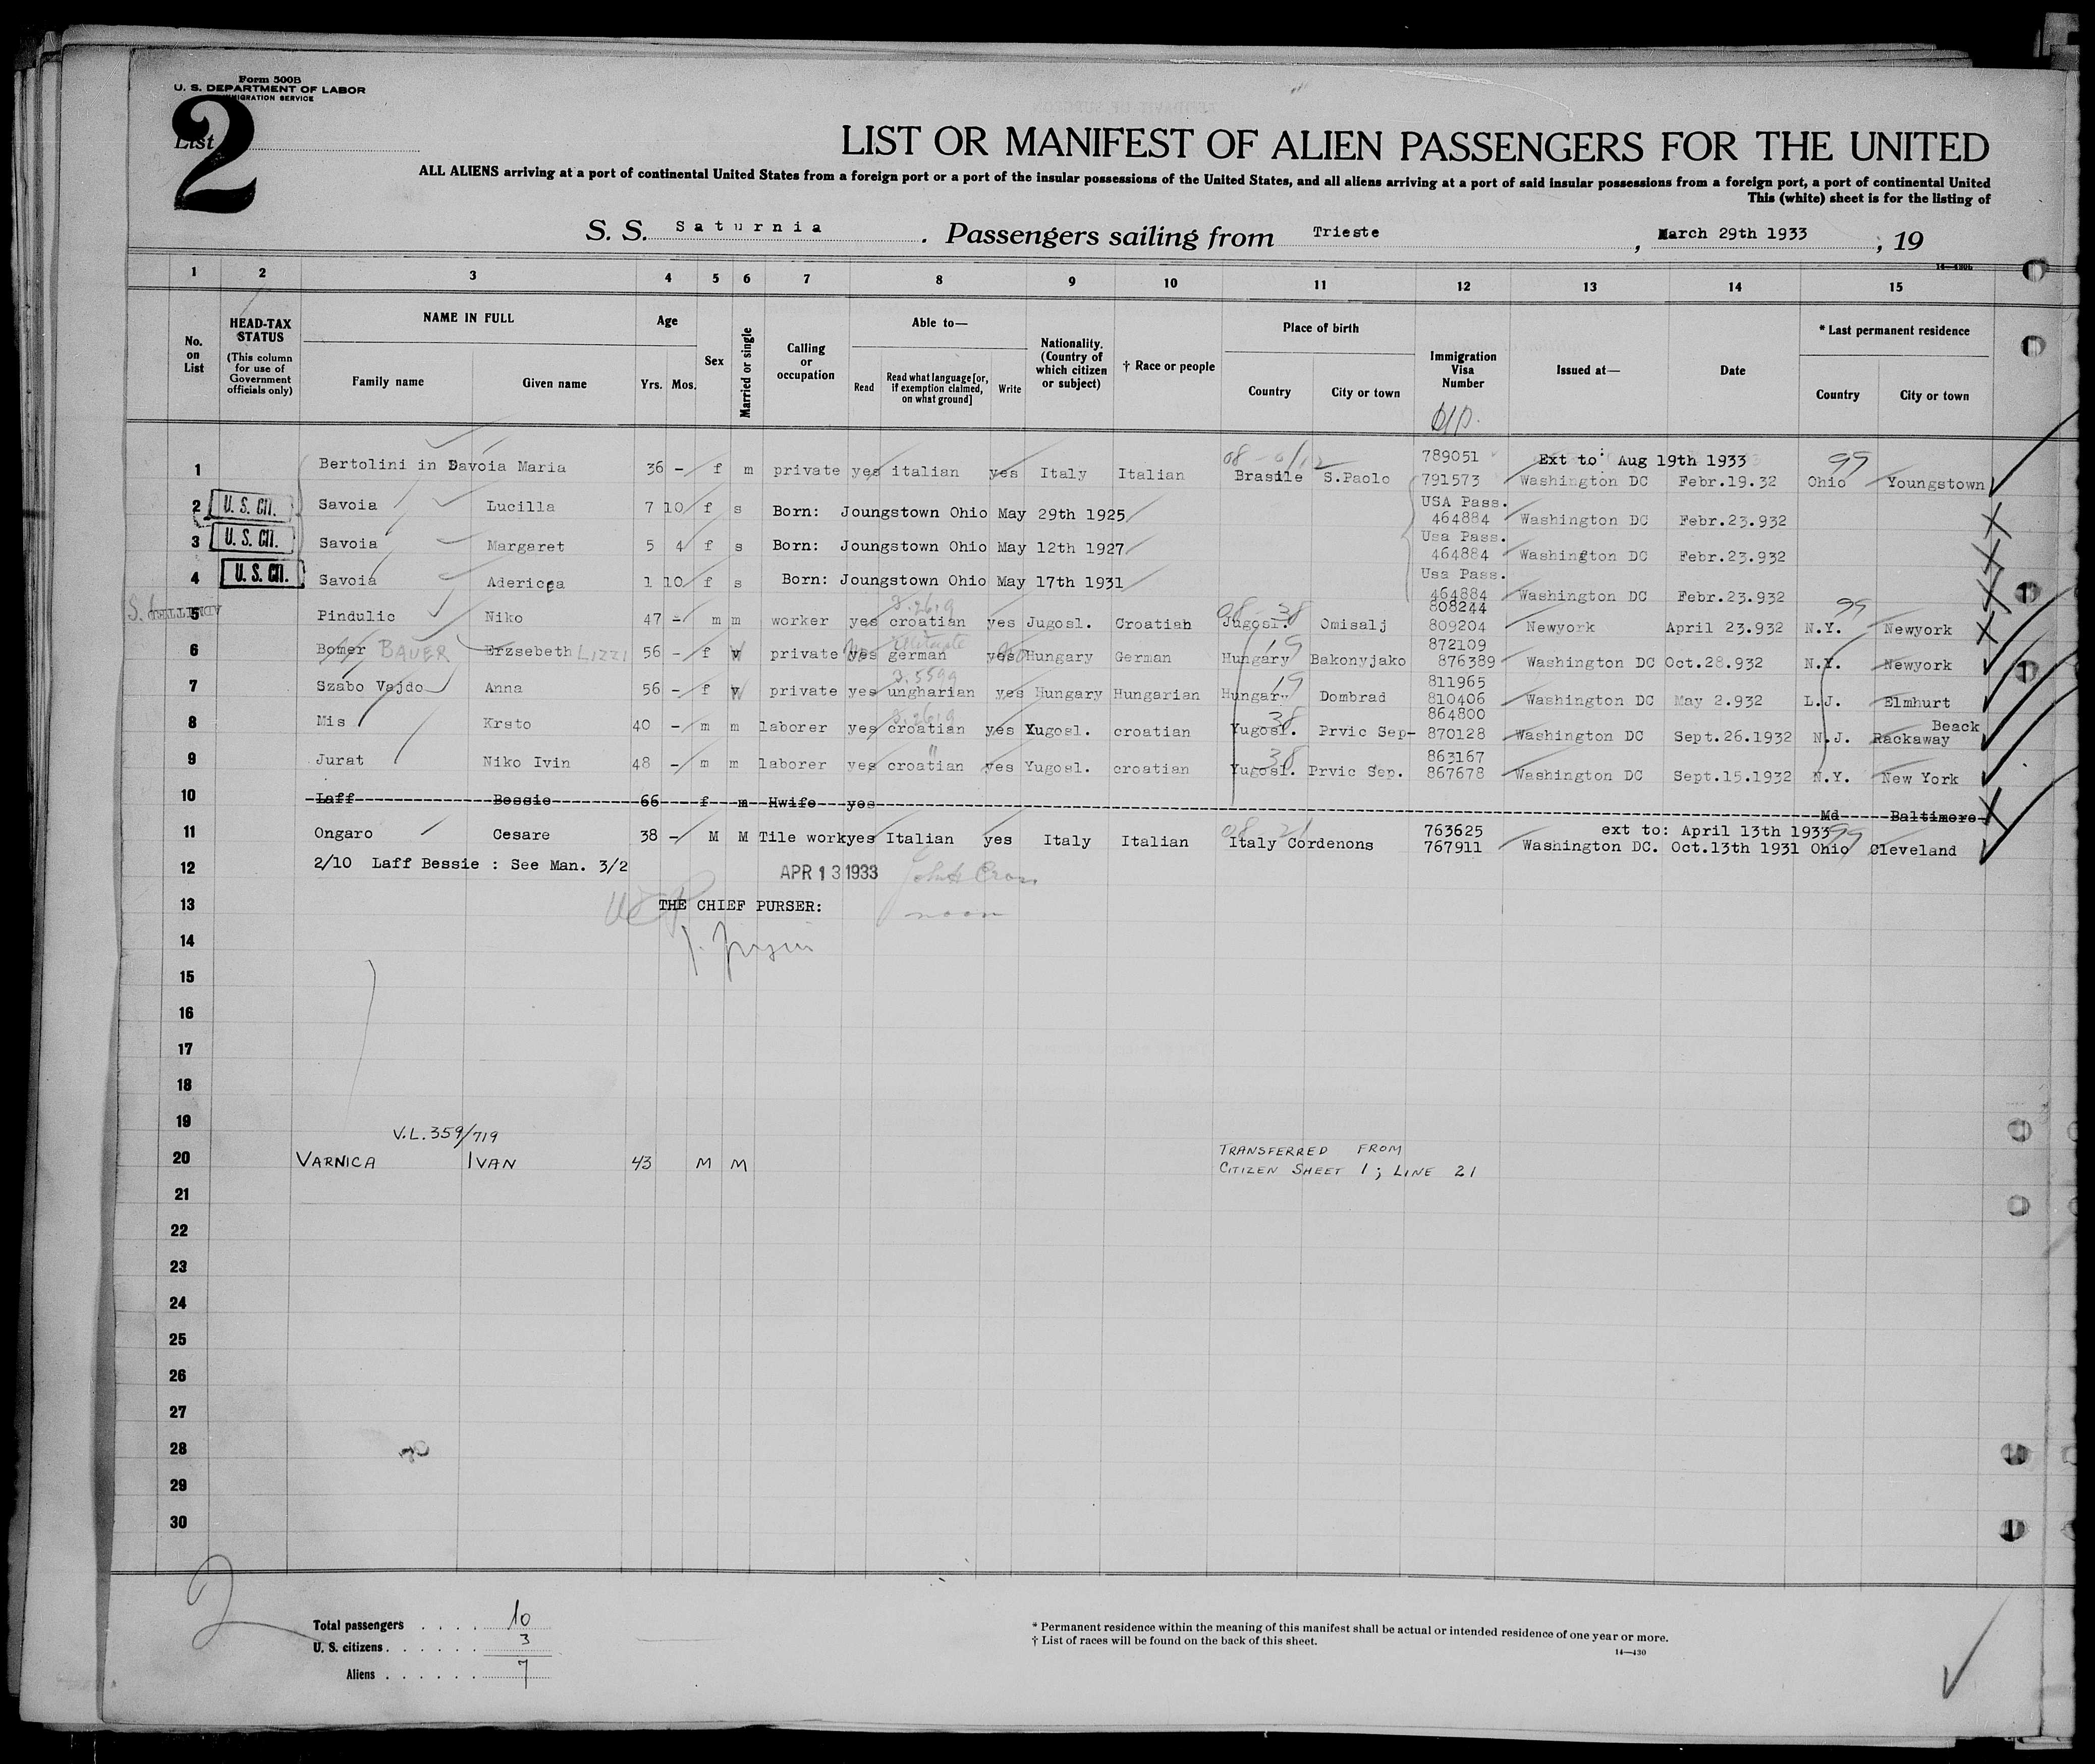 Form 500B
U. S. DEPARTMENT OF LABOR
IMMIGRATION SERVICE
List 2
LIST OR MANIFEST OF ALIEN PASSENGERS FOR THE UNITED
ALL ALIENS arriving at a port of continental United States from a foreign port or a port of the insular possessions of the United States, and all aliens arriving at a port of said insular possessions from a foreign port, a port of continental United
This (white) sheet is for the listing of
S. S. Saturnia . Passengers sailing from Trieste , March 29th 1933 , 19
14—430b
1 2 3 4 5 6 7 8 9 10 11 12 13 14 15
No. on List
HEAD-TAX STATUS (This column for use of Government officials only)
NAME IN FULL
Family name Given name
Age
Yrs. Mos.
Sex
Married or single
Calling or occupation
Able to—
Read Read what language [or, if exemption claimed, on what ground] Write
Nationality. (Country of which citizen or subject)
† Race or people
Place of birth
Country City or town
Immigration Visa Number
Issued at—
Date
* Last permanent residence
Country City or town
789051 Ext to: Aug 19th 1933 99
1 Bertolini in Savoia Maria 36 - f m private yes italian yes Italy Italian Brasile S.Paolo 791573 Washington DC Febr.19.32 Ohio Youngstown
USA Pass.
2 U. S. CIT. Savoia Lucilla 7 10 f s Born: Joungstown Ohio May 29th 1925 464884 Washington DC Febr.23.932
Usa Pass.
3 U. S. CIT. Savoia Margaret 5 4 f s Born: Joungstown Ohio May 12th 1927 464884 Washington DC Febr.23.932
Usa Pass.
4 U. S. CIT. Savoia Adericca 1 10 f s Born: Joungstown Ohio May 17th 1931 464884 Washington DC Febr.23.932
ADMITTED
808244 99
5 Pindulic Niko 47 - m m worker yes croatian yes Jugosl. Croatian Jugosl. Omisalj 809204 Newyork April 23.932 N.Y. Newyork
872109
6 Bomer BAUER Erzsebeth LIZZI 56 - f w private yes german yes Hungary German Hungary Bakonyjako 876389 Washington DC Oct.28.932 N.Y. Newyork
811965
7 Szabo Vajdo Anna 56 - f w private yes ungharian yes Hungary Hungarian Hungar. Dombrad 810406 Washington DC May 2.932 L.J. Elmhurt
864800 Beack
8 Mis Krsto 40 - m m laborer yes croatian yes Yugosl. croatian Yugosl. Prvic Sep- 870128 Washington DC Sept.26.1932 N.J. Rackaway
863167
9 Jurat Niko Ivin 48 - m m laborer yes croatian yes Yugosl. croatian Yugosl. Prvic Sep. 867678 Washington DC Sept.15.1932 N.Y. New York
10 Laff Bessie 66 f m Hwife yes Md Baltimore
763625 ext to: April 13th 1933 99
11 Ongaro Cesare 38 - M M Tile work yes Italian yes Italy Italian Italy Cordenons 767911 Washington DC. Oct.13th 1931 Ohio Cleveland
12 2/10 Laff Bessie : See Man. 3/2 APR 13 1933
13 THE CHIEF PURSER: noon
14
15
16
17
18
19
V.L. 359/719
20 VARNICA IVAN 43 M M TRANSFERRED FROM
CITIZEN SHEET 1; LINE 21
21
22
23
24
25
26
27
28
29
30
2
Total passengers . . . . 10
U. S. citizens . . . . . . 3
Aliens . . . . . . 7
* Permanent residence within the meaning of this manifest shall be actual or intended residence of one year or more.
† List of races will be found on the back of this sheet.
14—430